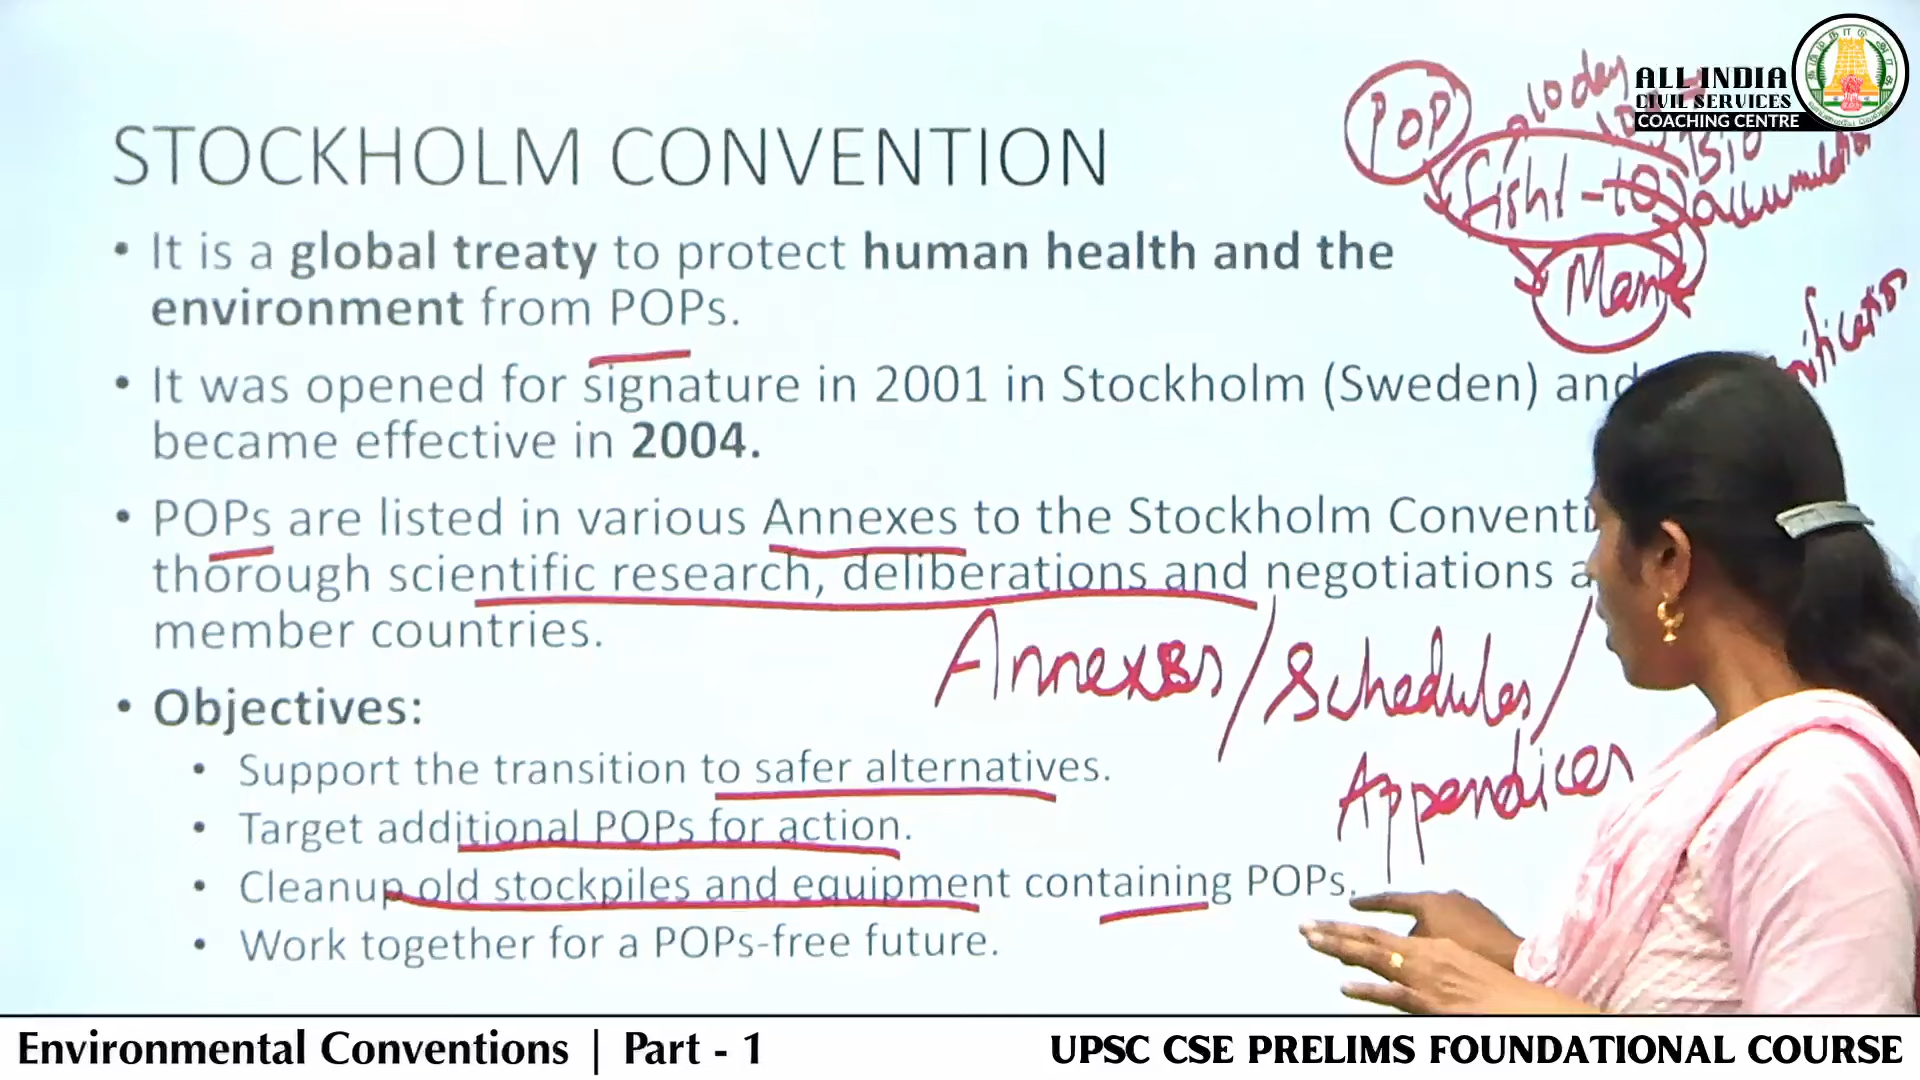 ALL INDIA
CIVIL SERVICES
COACHING CENTRE
POP
10 day
Bio
accumulation
Man
STOCKHOLM CONVENTION
• It is a global treaty to protect human health and the
environment from POPs.
• It was opened for signature in 2001 in Stockholm (Sweden) and
became effective in 2004.
• POPs are listed in various Annexes to the Stockholm Conventi
thorough scientific research, deliberations and negotiations a
member countries.
Annexes/Schedules/
Appendices
• Objectives:
• Support the transition to safer alternatives.
• Target additional POPs for action.
• Cleanup old stockpiles and equipment containing POPs.
• Work together for a POPs-free future.
Environmental Conventions | Part - 1
UPSC CSE PRELIMS FOUNDATIONAL COURSE